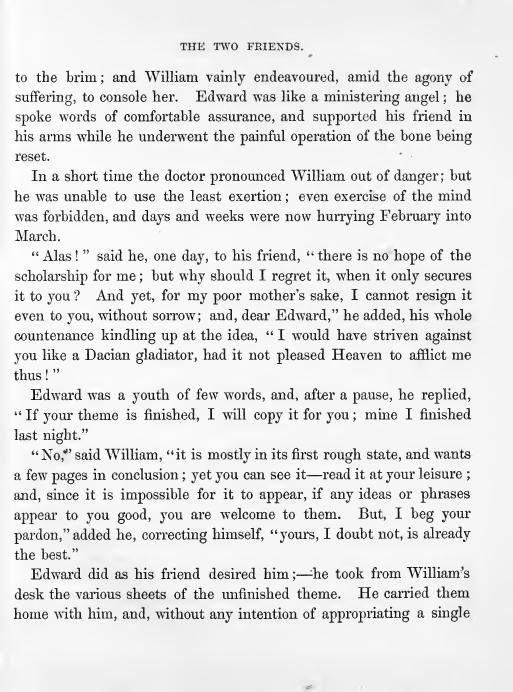 THE TWO FRIENDS.
to the brim; and William vainly endeavoured, amid the agony of
suffering, to console her. Edward was like a ministering angel; he
spoke words of comfortable assurance, and supported his friend in
his arms while he underwent the painful operation of the bone being
reset.
In a short time the doctor pronounced William out of danger; but
he was unable to use the least exertion; even exercise of the mind
was forbidden, and days and weeks were now hurrying February into
March.
"Alas!" said he, one day, to his friend, "there is no hope of the
scholarship for me; but why should I regret it, when it only secures
it to you? And yet, for my poor mother's sake, I cannot resign it
even to you, without sorrow; and, dear Edward," he added, his whole
countenance kindling up at the idea, "I would have striven against
you like a Dacian gladiator, had it not pleased Heaven to afflict me
thus!"
Edward was a youth of few words, and, after a pause, he replied,
"If your theme is finished, I will copy it for you; mine I finished
last night."
"No," said William, "it is mostly in its first rough state, and wants
a few pages in conclusion; yet you can see it—read it at your leisure;
and, since it is impossible for it to appear, if any ideas or phrases
appear to you good, you are welcome to them. But, I beg your
pardon," added he, correcting himself, "yours, I doubt not, is already
the best."
Edward did as his friend desired him;—he took from William's
desk the various sheets of the unfinished theme. He carried them
home with him, and, without any intention of appropriating a single